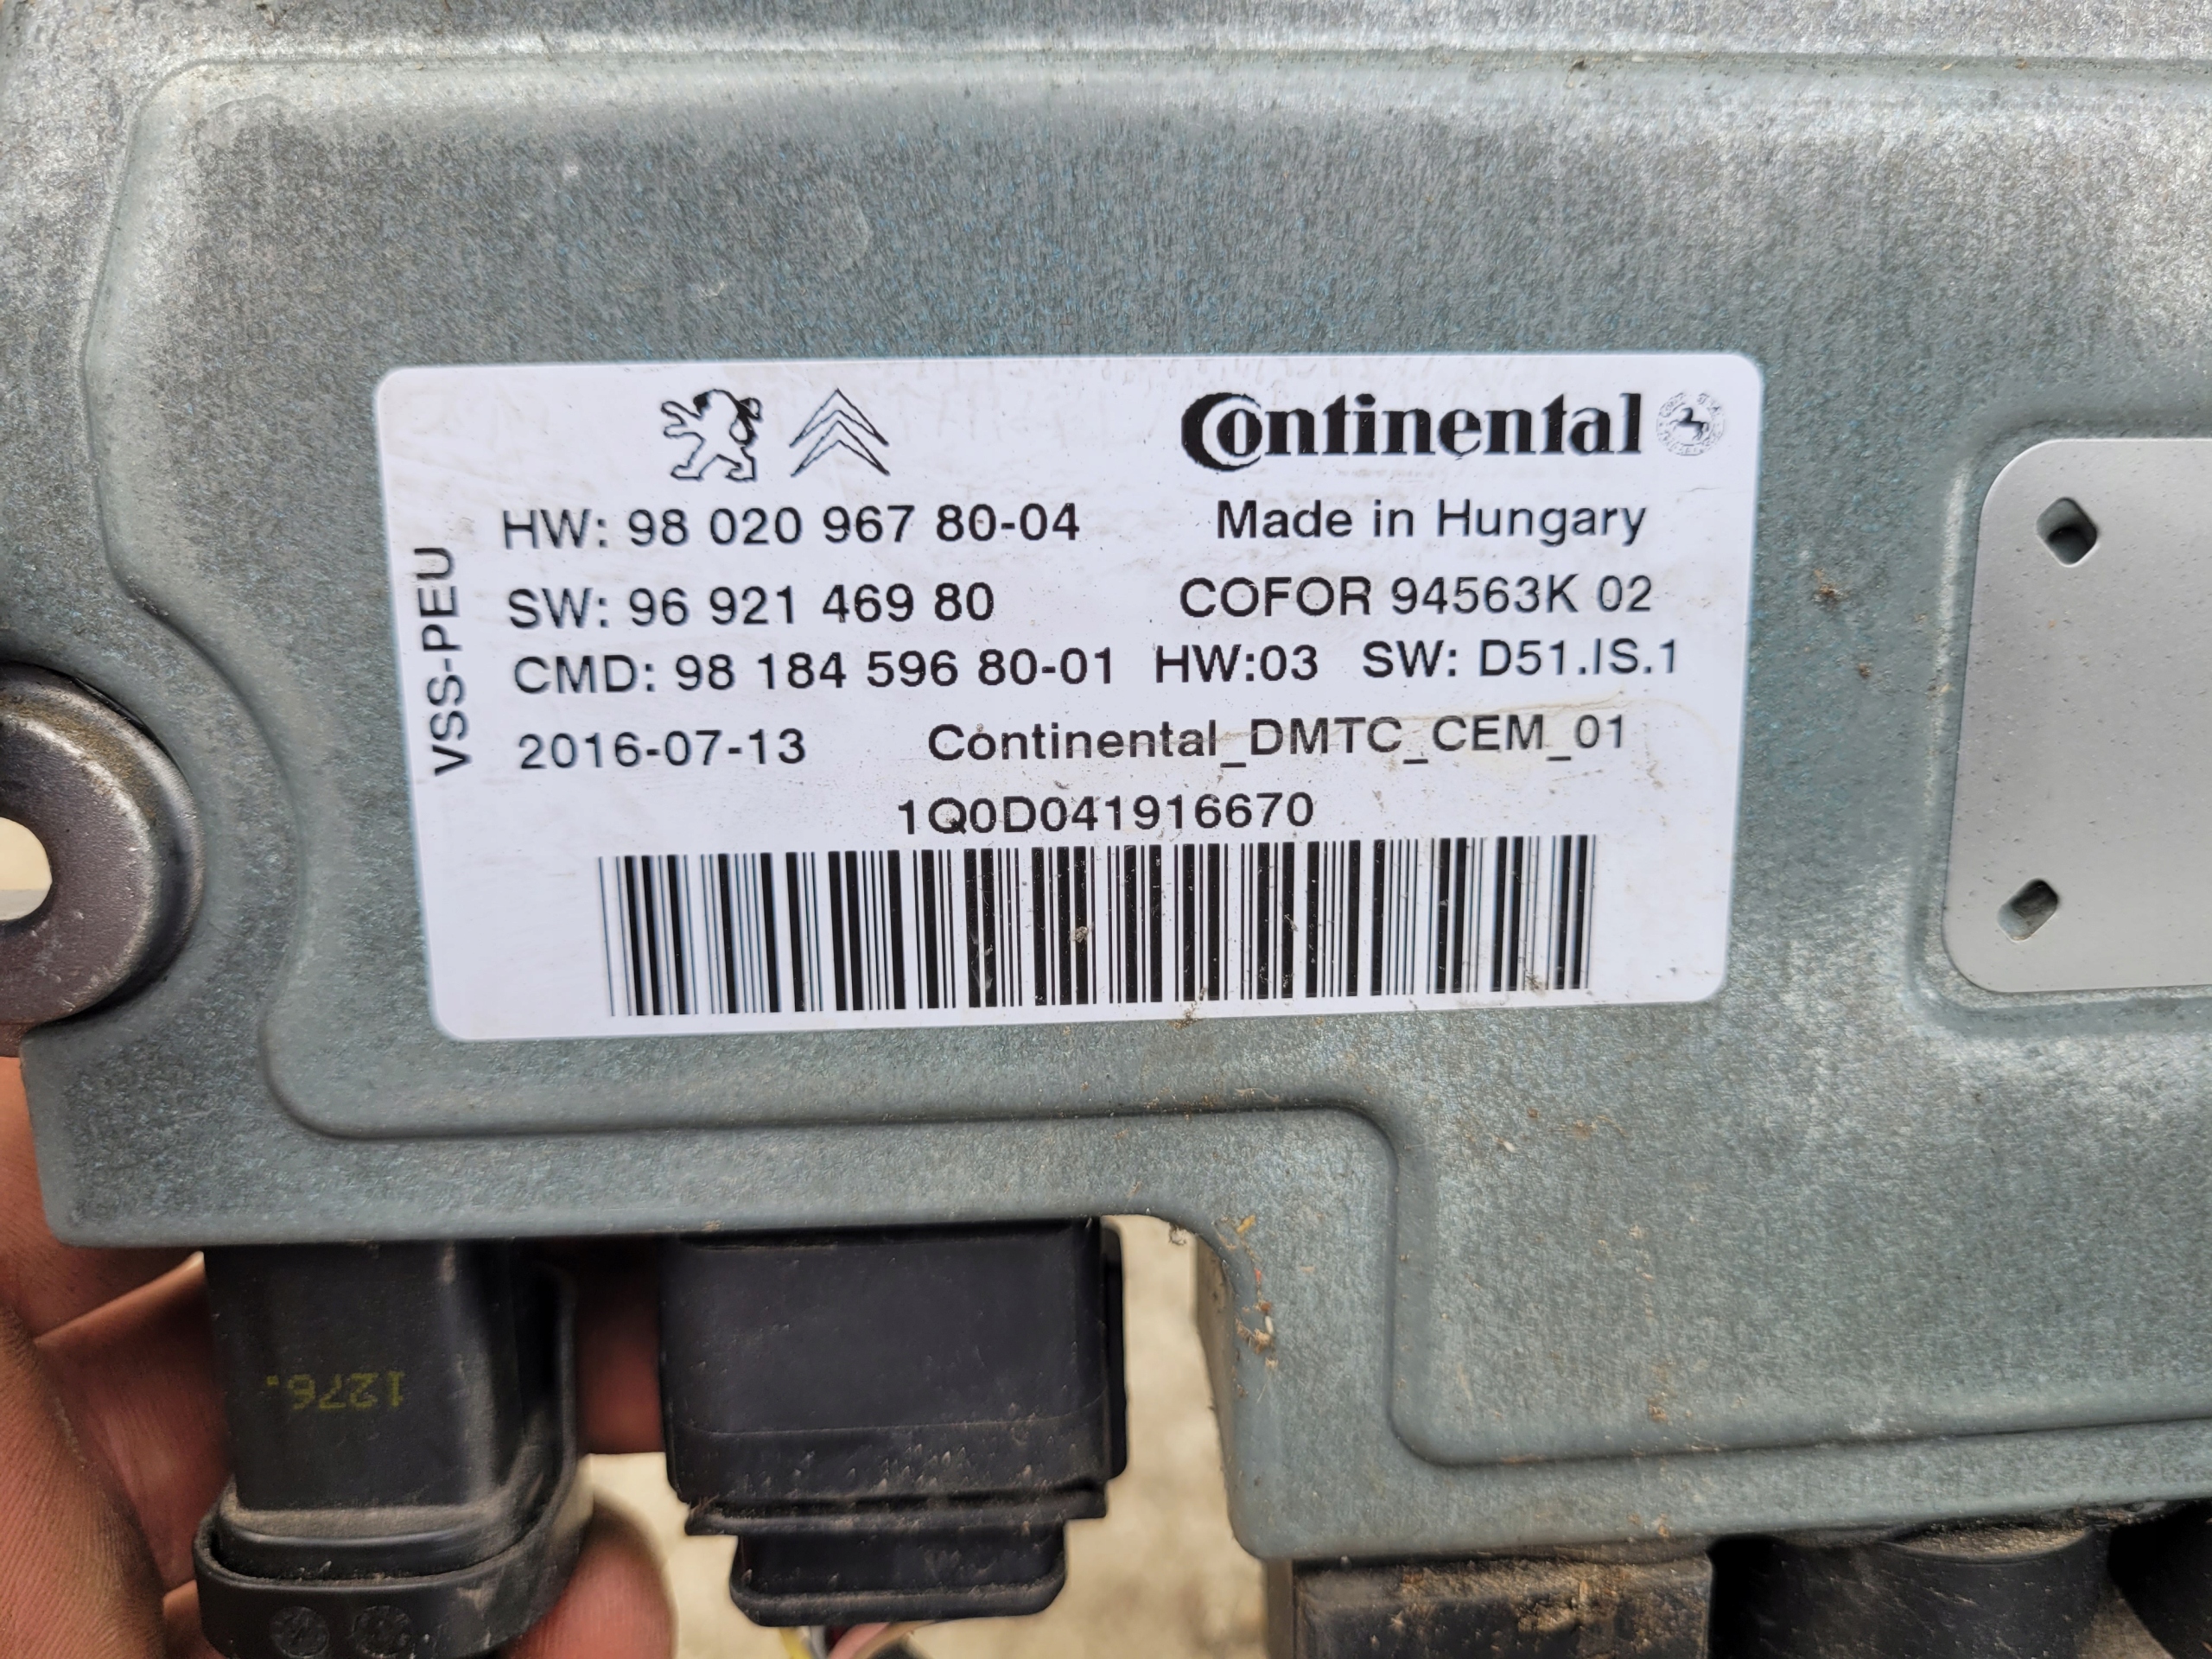 Continental
HW: 98 020 967 80-04 Made in Hungary
SW: 96 921 469 80 COFOR 94563K 02
CMD: 98 184 596 80-01 HW:03 SW: D51.IS.1
2016-07-13 Continental_DMTC_CEM_01
1Q0D041916670
VSS-PEU
1276.